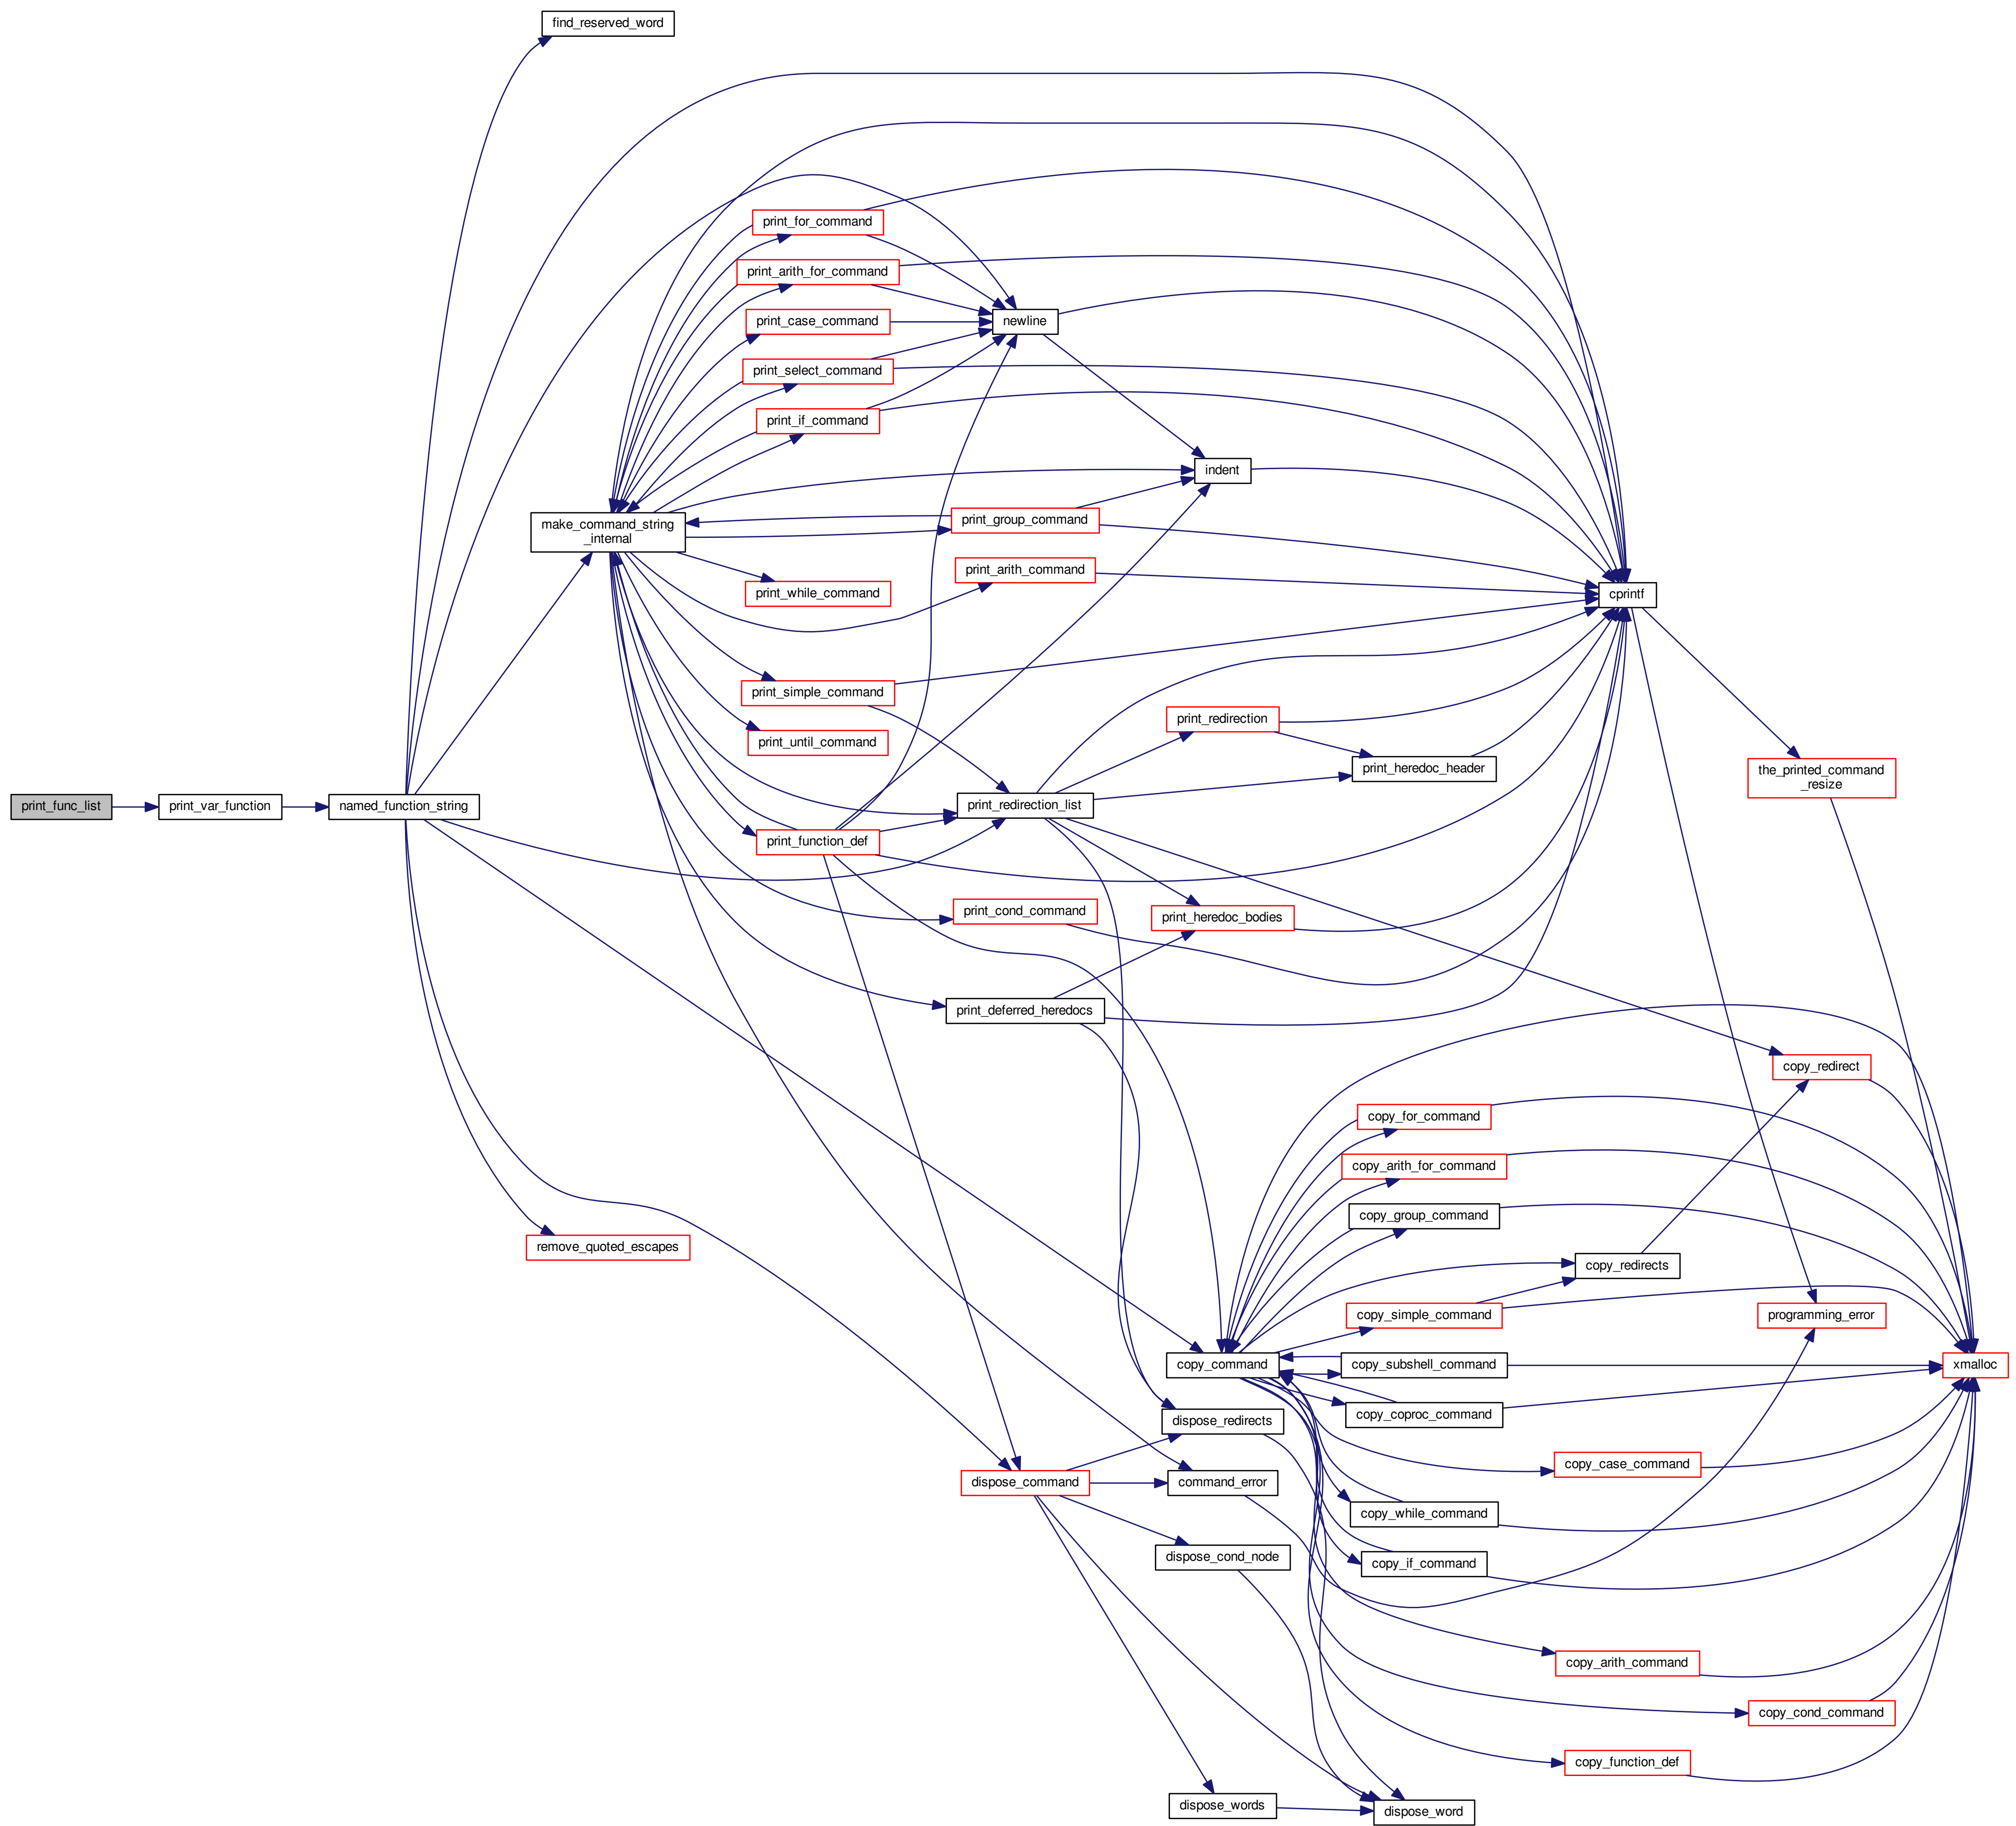 find_reserved_word
print_for_command
print_arith_for_command
print_case_command
newline
print_select_command
print_if_command
indent
make_command_string
_internal
print_group_command
print_arith_command
print_while_command
cprintf
print_simple_command
print_redirection
print_until_command
print_heredoc_header
the_printed_command
_resize
print_func_list
print_var_function
named_function_string
print_redirection_list
print_function_def
print_cond_command
print_heredoc_bodies
print_deferred_heredocs
copy_redirect
copy_for_command
copy_arith_for_command
copy_group_command
remove_quoted_escapes
copy_redirects
copy_simple_command
programming_error
copy_command
copy_subshell_command
xmalloc
copy_coproc_command
dispose_redirects
copy_case_command
dispose_command
command_error
copy_while_command
dispose_cond_node
copy_if_command
copy_arith_command
copy_cond_command
copy_function_def
dispose_words
dispose_word